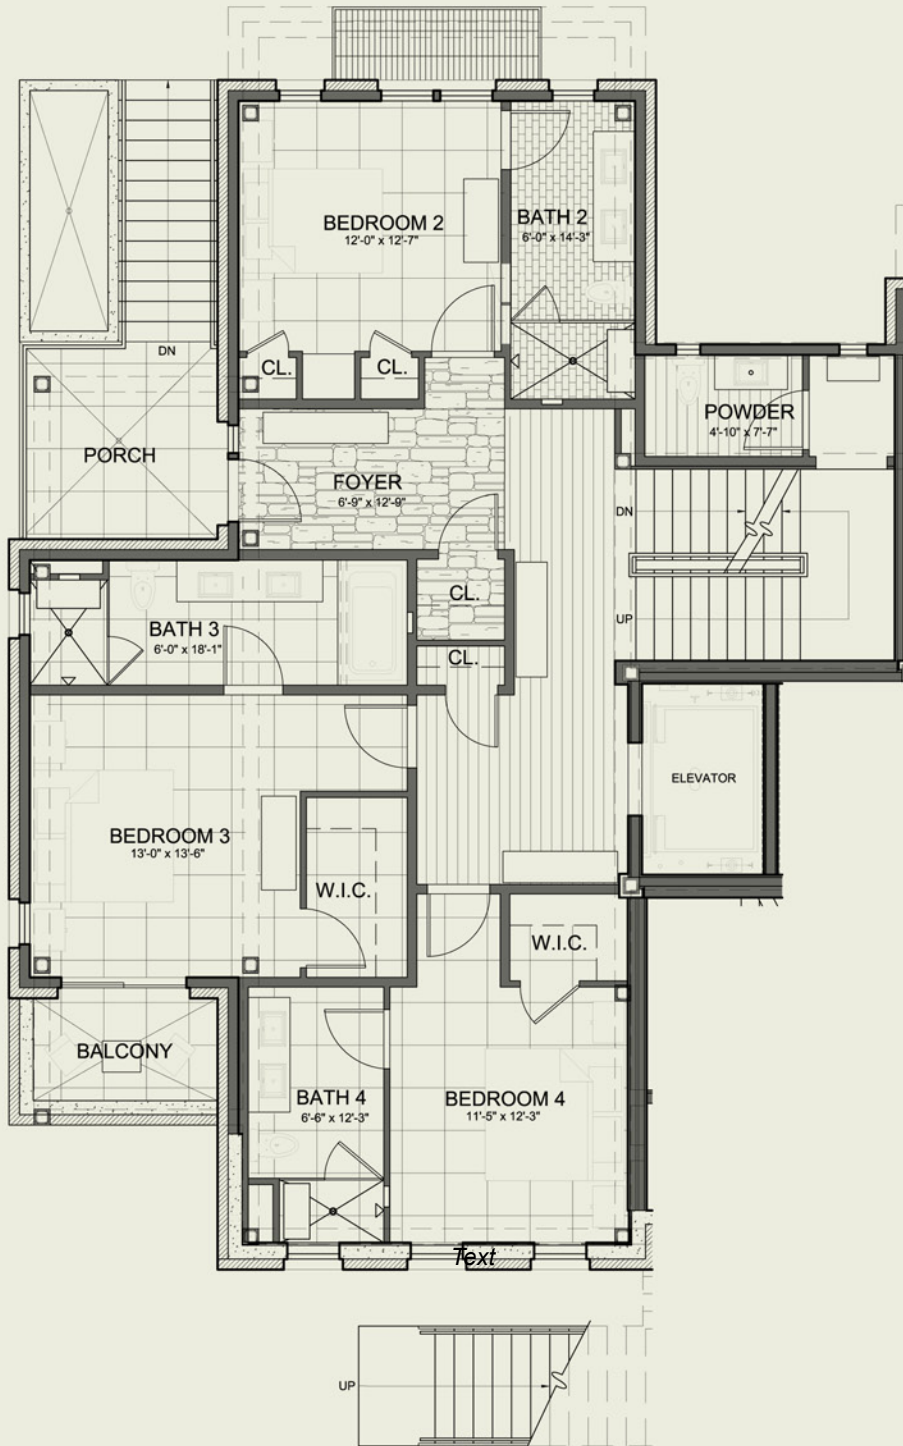 BEDROOM 2
12'-0" x 12'-7"
BATH 2
6'-0" x 14'-3"
DN
CL.
CL.
POWDER
4'-10" x 7'-7"
PORCH
FOYER
6'-9" x 12'-9"
DN
CL.
UP
BATH 3
6'-0" x 18'-1"
CL.
ELEVATOR
BEDROOM 3
13'-0" x 13'-6"
W.I.C.
W.I.C.
BALCONY
BATH 4
6'-6" x 12'-3"
BEDROOM 4
11'-5" x 12'-3"
Text
UP